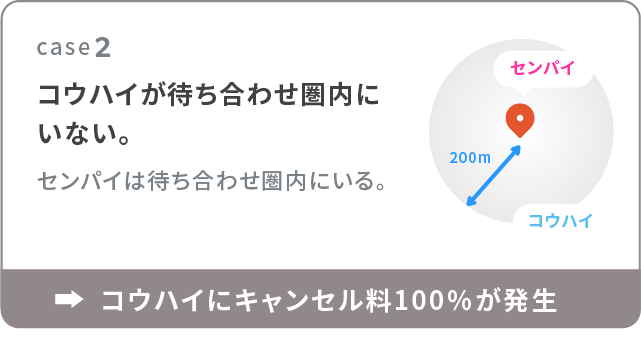 case2
コウハイが待ち合わせ圏内に
いない。
センパイは待ち合わせ圏内にいる。
センパイ
200m
コウハイ
➡ コウハイにキャンセル料100%が発生